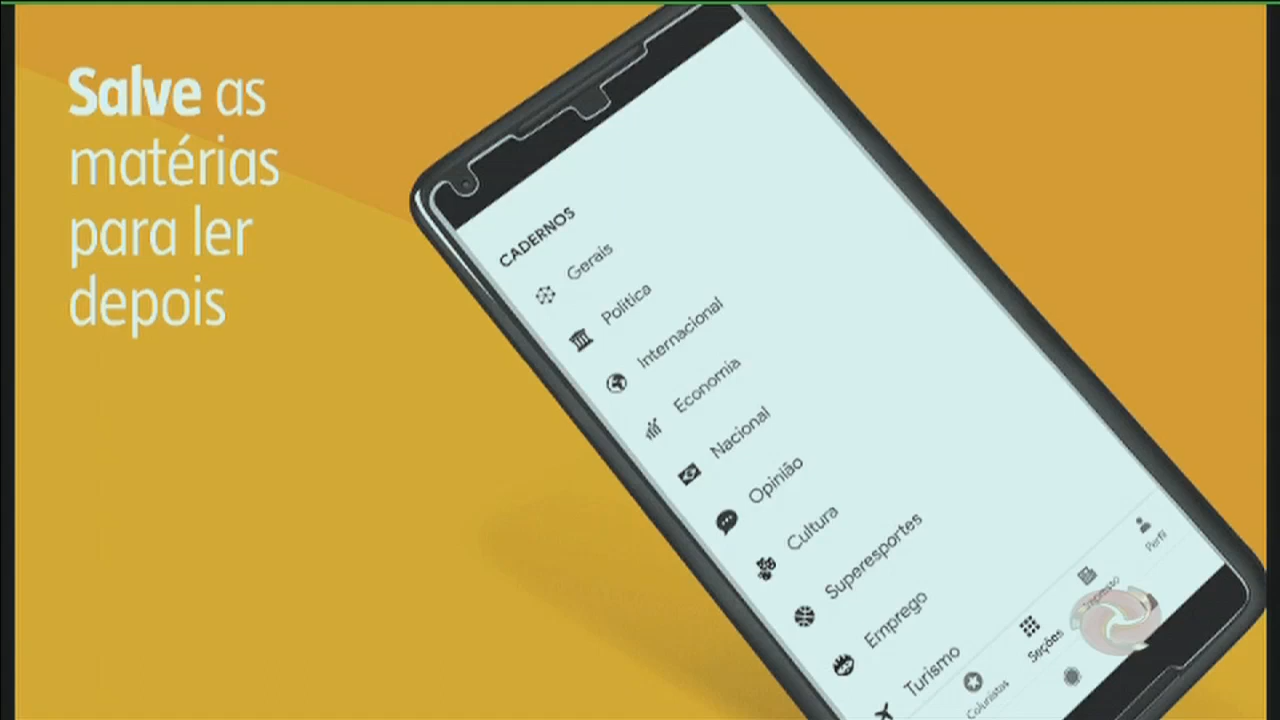 Salve as
matérias
para ler
depois
CADERNOS
Gerais
Política
Internacional
Economia
Nacional
Opinião
Cultura
Superesportes
Emprego
Turismo
Colunistas
Seções
Impresso
Perfil